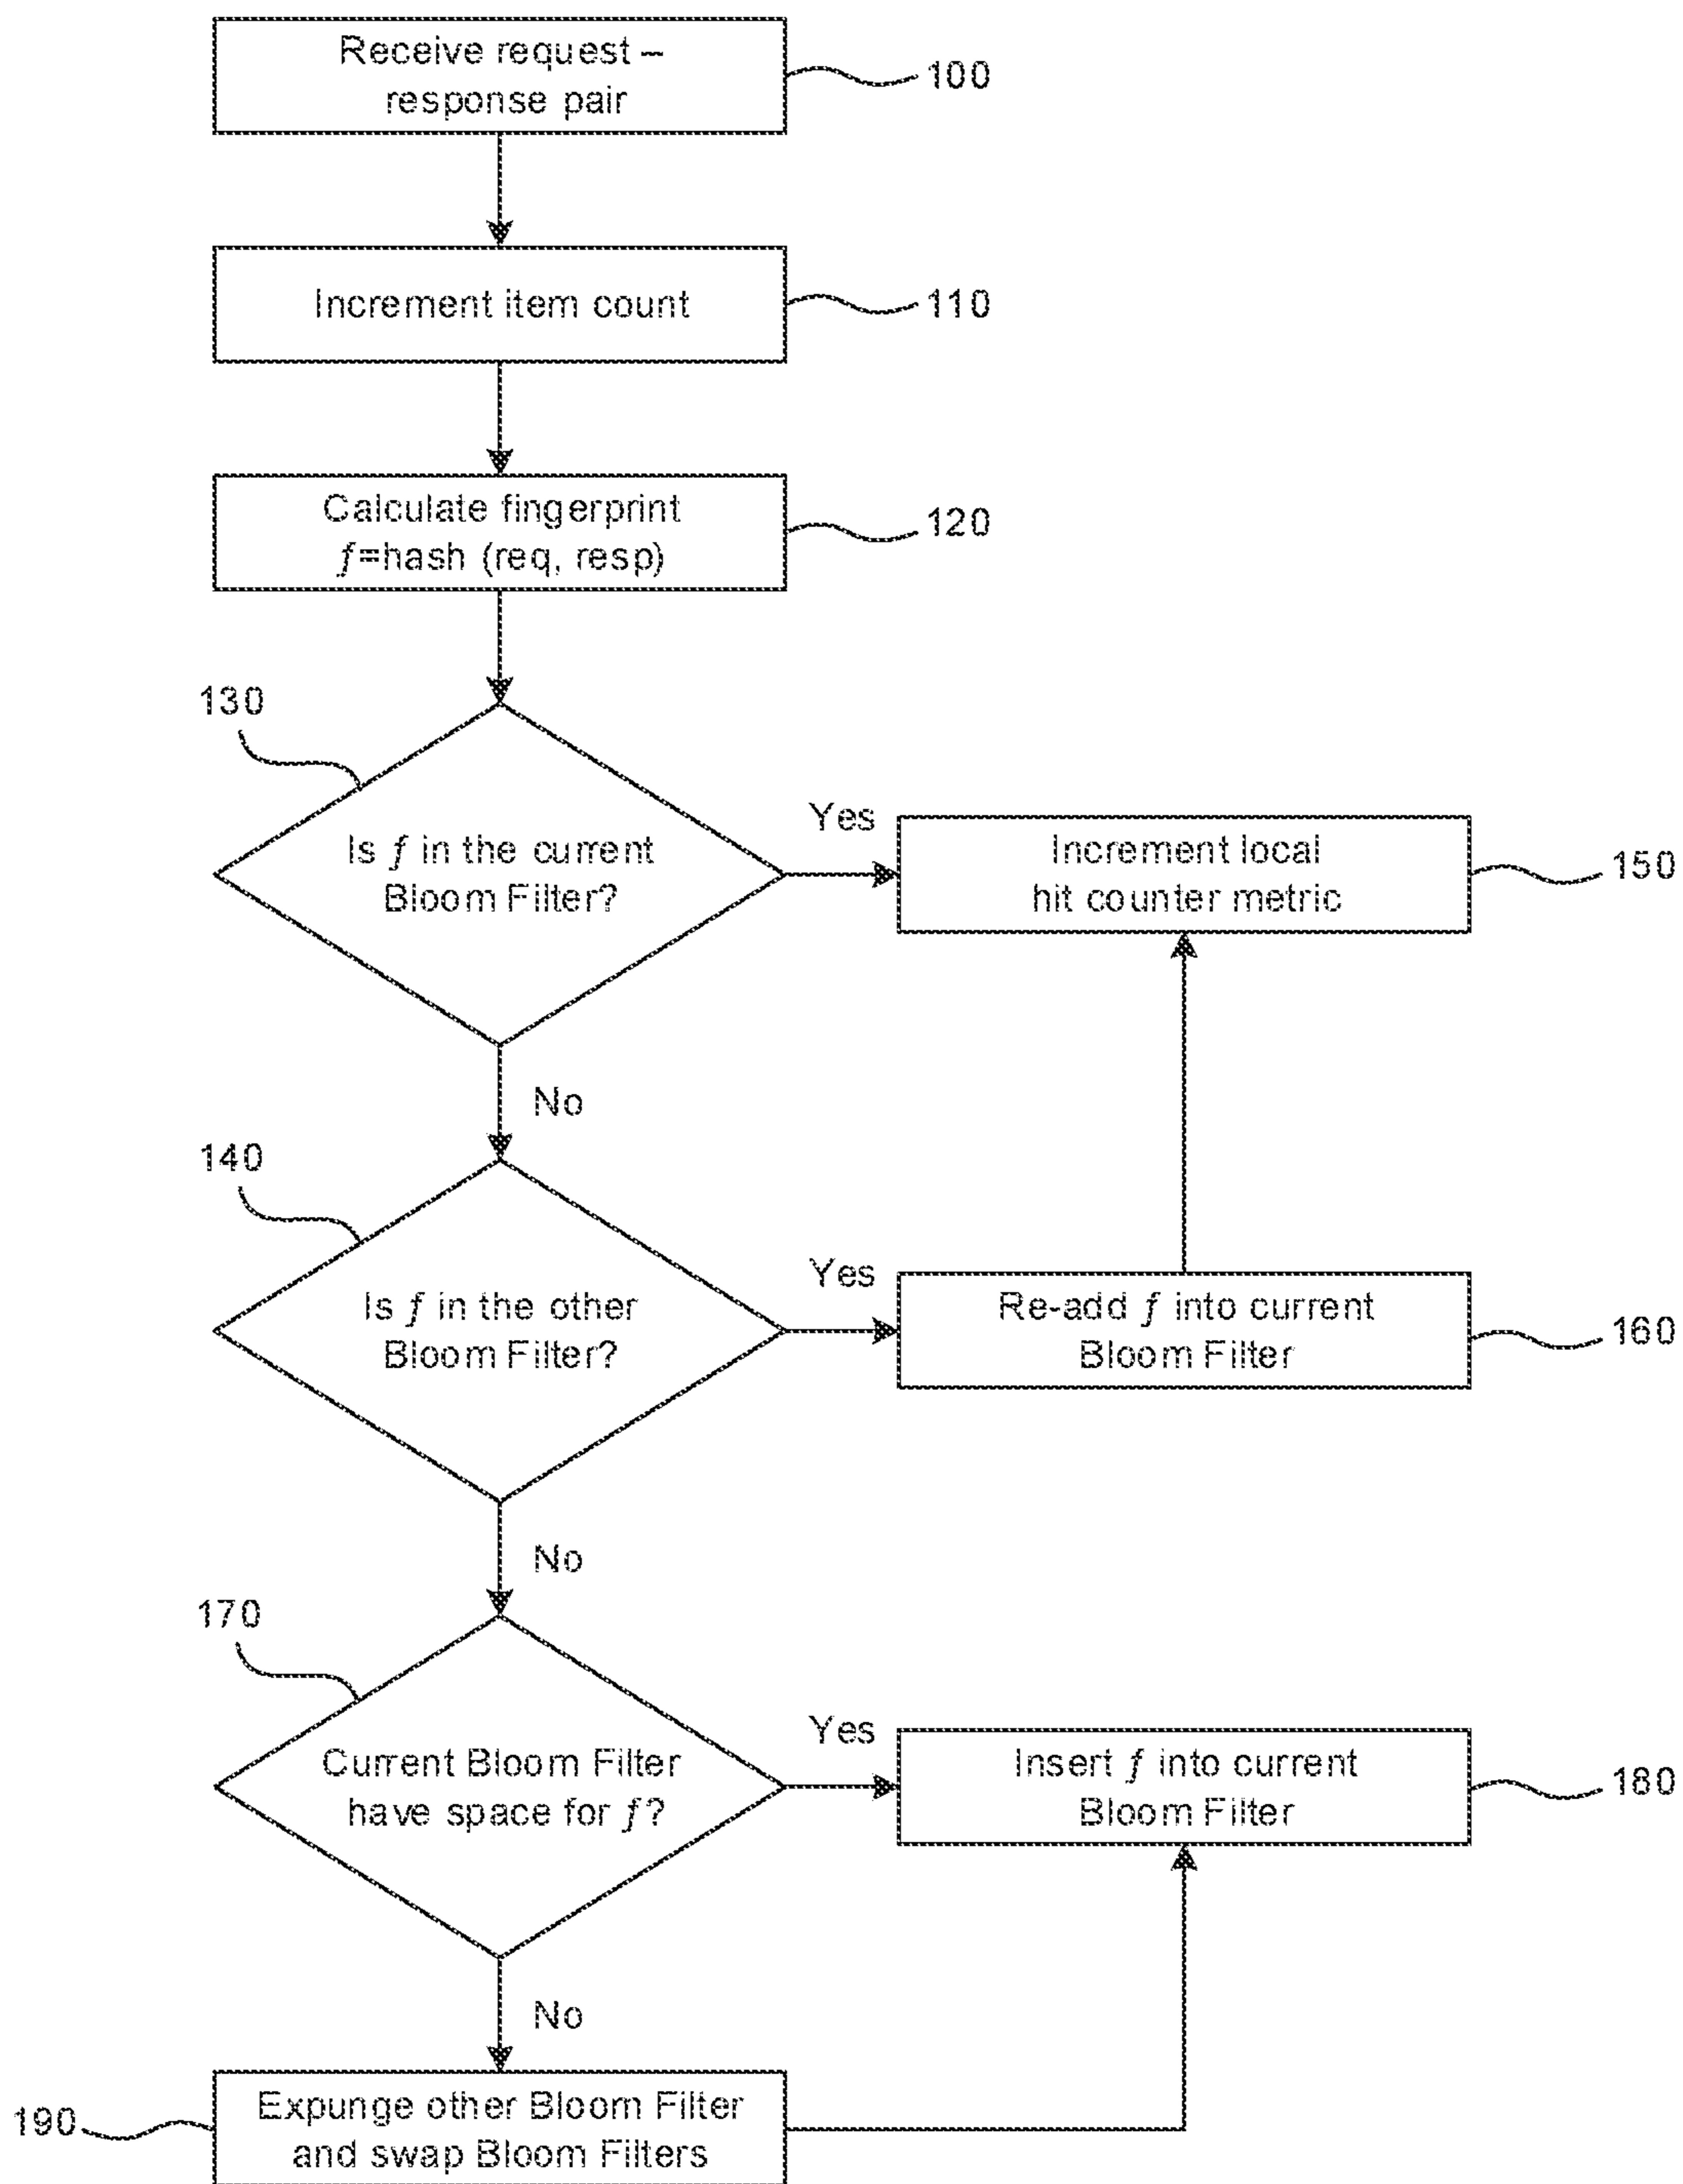 Receive request –
response pair
100
Increment item count
110
Calculate fingerprint
ƒ=hash (req, resp)
120
130
Is ƒ in the current
Bloom Filter?
Yes
Increment local
hit counter metric
150
No
140
Is ƒ in the other
Bloom Filter?
Yes
Re-add ƒ into current
Bloom Filter
160
No
170
Current Bloom Filter
have space for ƒ?
Yes
Insert ƒ into current
Bloom Filter
180
No
190
Expunge other Bloom Filter
and swap Bloom Filters